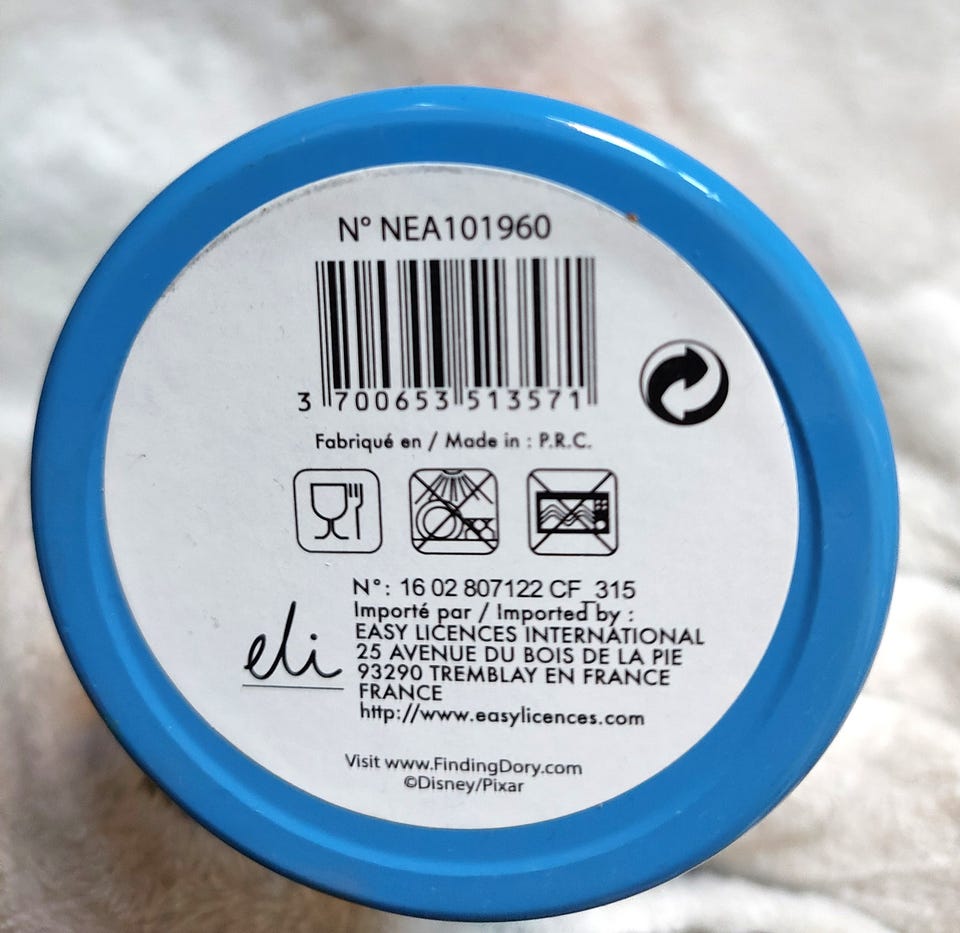 N° NEA101960
3 700653 513571
Fabriqué en / Made in : P.R.C.
N°: 16 02 807122 CF_315
Importé par / Imported by :
EASY LICENCES INTERNATIONAL
25 AVENUE DU BOIS DE LA PIE
93290 TREMBLAY EN FRANCE
FRANCE
http://www.easylicences.com
eli
Visit www.FindingDory.com
©Disney/Pixar